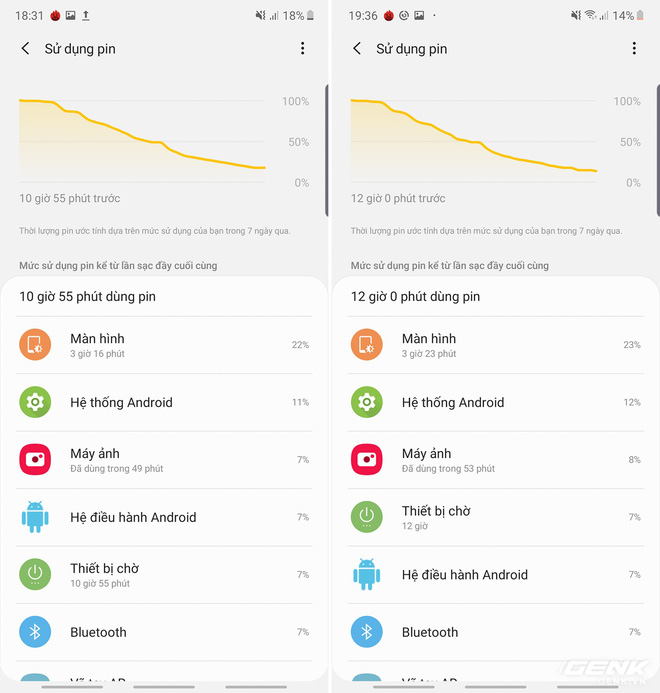 18:31
18%
Sử dụng pin
100%
50%
0%
10 giờ 55 phút trước
Thời lượng pin ước tính dựa trên mức sử dụng của bạn trong 7 ngày qua.
Mức sử dụng pin kể từ lần sạc đầy cuối cùng
10 giờ 55 phút dùng pin
Màn hình
3 giờ 16 phút
22%
Hệ thống Android
11%
Máy ảnh
Đã dùng trong 49 phút
7%
Hệ điều hành Android
7%
Thiết bị chờ
10 giờ 55 phút
7%
Bluetooth
7%
19:36
14%
Sử dụng pin
100%
50%
0%
12 giờ 0 phút trước
Thời lượng pin ước tính dựa trên mức sử dụng của bạn trong 7 ngày qua.
Mức sử dụng pin kể từ lần sạc đầy cuối cùng
12 giờ 0 phút dùng pin
Màn hình
3 giờ 23 phút
23%
Hệ thống Android
12%
Máy ảnh
Đã dùng trong 53 phút
8%
Thiết bị chờ
12 giờ
7%
Hệ điều hành Android
7%
Bluetooth
7%
GENK
GENK.VN